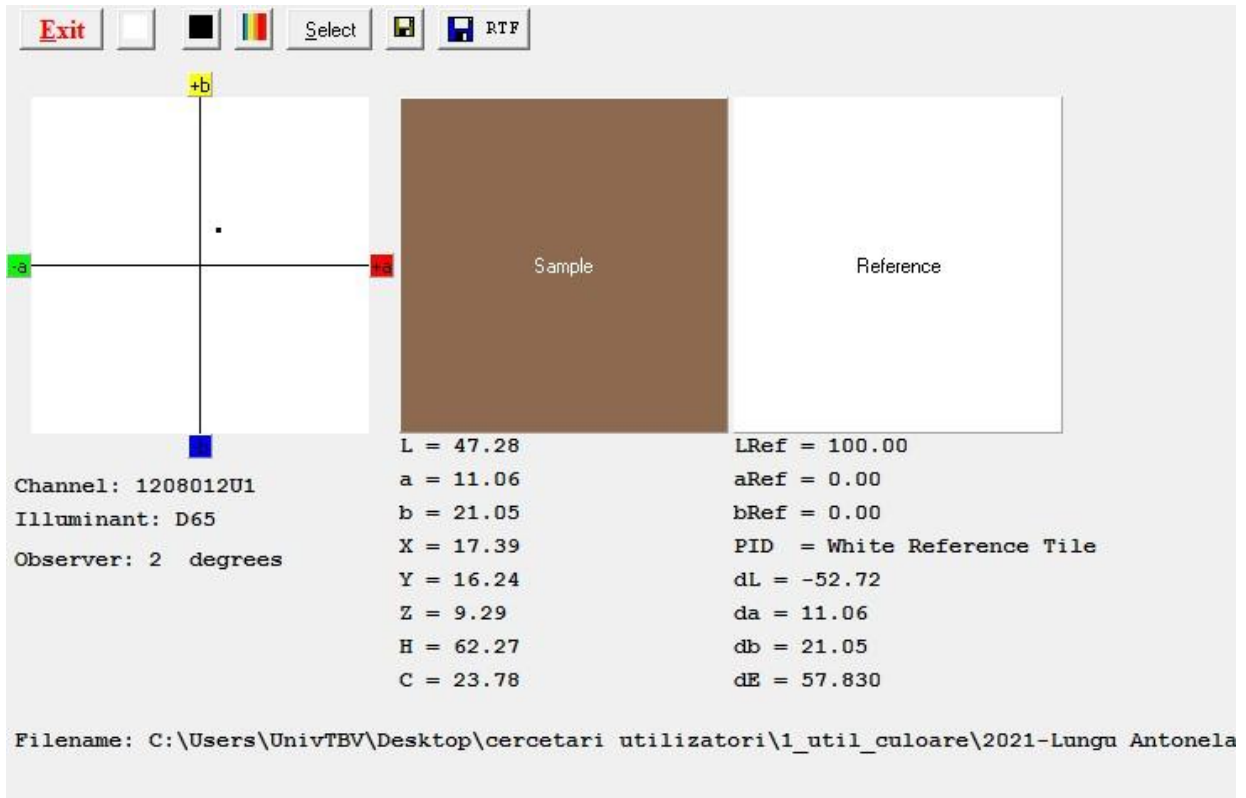 Exit Select RTF
+b
-a +a
Sample
Reference
L = 47.28
a = 11.06
b = 21.05
X = 17.39
Y = 16.24
Z = 9.29
H = 62.27
C = 23.78
LRef = 100.00
aRef = 0.00
bRef = 0.00
PID = White Reference Tile
dL = -52.72
da = 11.06
db = 21.05
dE = 57.830
Channel: 1208012U1
Illuminant: D65
Observer: 2 degrees
Filename: C:\Users\UnivTBV\Desktop\cercetari utilizatori\1_util_culoare\2021-Lungu Antonela